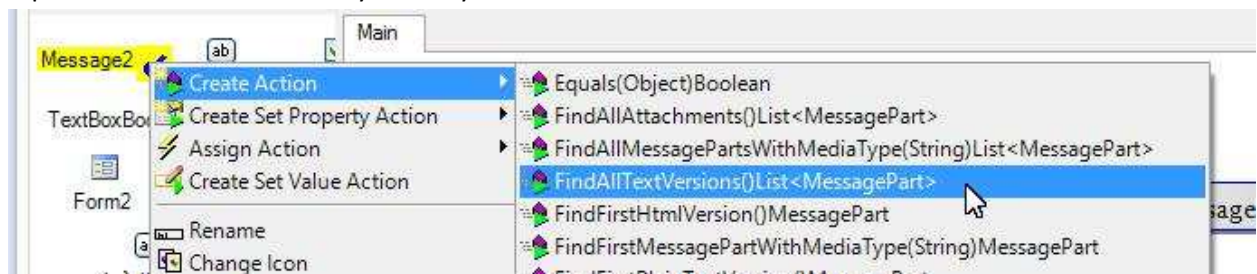 Main
ab
Message2
Create Action
Create Set Property Action
Assign Action
Create Set Value Action
Rename
Change Icon
TextBoxBo
Form2
Equals(Object)Boolean
FindAllAttachments()List<MessagePart>
FindAllMessagePartsWithMediaType(String)List<MessagePart>
FindAllTextVersions()List<MessagePart>
FindFirstHtmlVersion()MessagePart
FindFirstMessagePartWithMediaType(String)MessagePart
sage